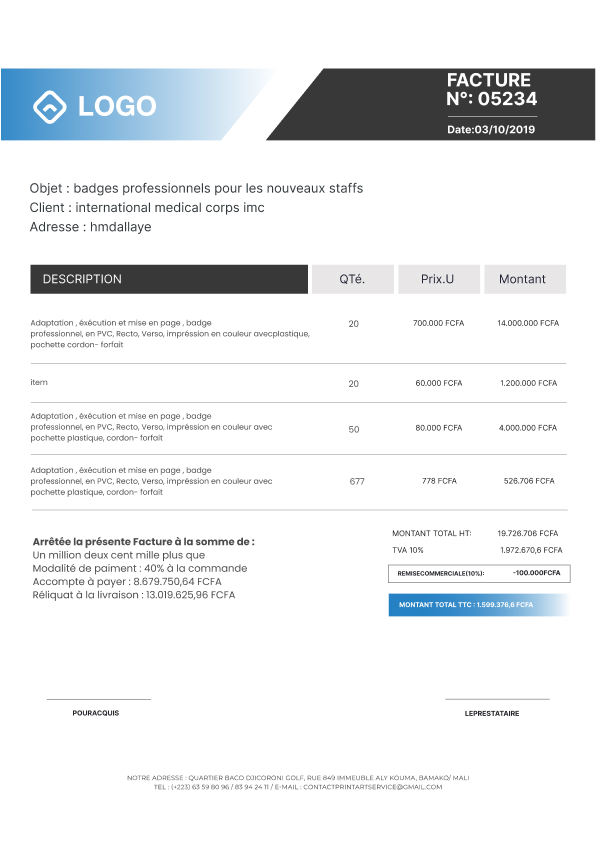 LOGO
FACTURE
N°: 05234
Date:03/10/2019
Objet : badges professionnels pour les nouveaux staffs
Client : international medical corps imc
Adresse : hmdallaye
DESCRIPTION QTé. Prix.U Montant
Adaptation , éxécution et mise en page , badge
professionnel, en PVC, Recto, Verso, impréssion en couleur avecplastique,
pochette cordon- forfait
20 700.000 FCFA 14.000.000 FCFA
item 20 60.000 FCFA 1.200.000 FCFA
Adaptation , éxécution et mise en page , badge
professionnel, en PVC, Recto, Verso, impréssion en couleur avec
pochette plastique, cordon- forfait
50 80.000 FCFA 4.000.000 FCFA
Adaptation , éxécution et mise en page , badge
professionnel, en PVC, Recto, Verso, impréssion en couleur avec
pochette plastique, cordon- forfait
677 778 FCFA 526.706 FCFA
Arrêtée la présente Facture à la somme de :
Un million deux cent mille plus que
Modalité de paiment : 40% à la commande
Accompte à payer : 8.679.750,64 FCFA
Réliquat à la livraison : 13.019.625,96 FCFA
MONTANT TOTAL HT: 19.726.706 FCFA
TVA 10% 1.972.670,6 FCFA
REMISECOMMERCIALE(10%): -100.000FCFA
MONTANT TOTAL TTC : 1.599.376,6 FCFA
POURACQUIS
LEPRESTATAIRE
NOTRE ADRESSE : QUARTIER BACO DJICORONI GOLF, RUE 849 IMMEUBLE ALY KOUMA, BAMAKO/ MALI
TEL : (+223) 63 59 80 96 / 83 94 24 11 / E-MAIL : CONTACTPRINTARTSERVICE@GMAIL.COM